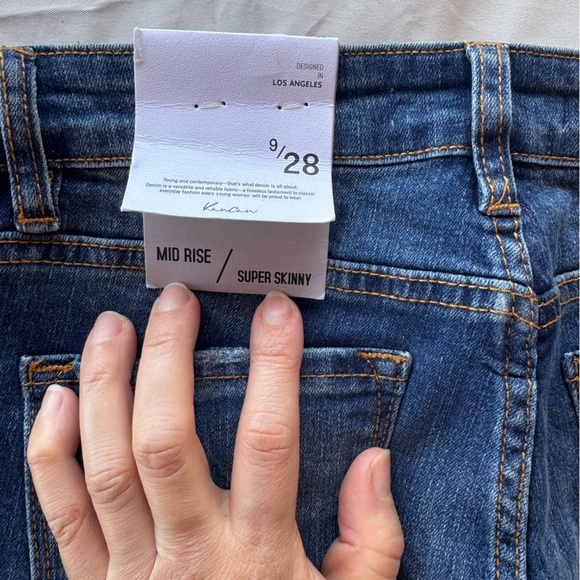 DESIGNED
IN
LOS ANGELES
9/28
Young and contemporary—that's what denim is all about.
Denim is a versatile and reliable fabric—a timeless testament to classic
everyday fashion every young woman will be proud to wear.
KanCan
MID RISE / SUPER SKINNY